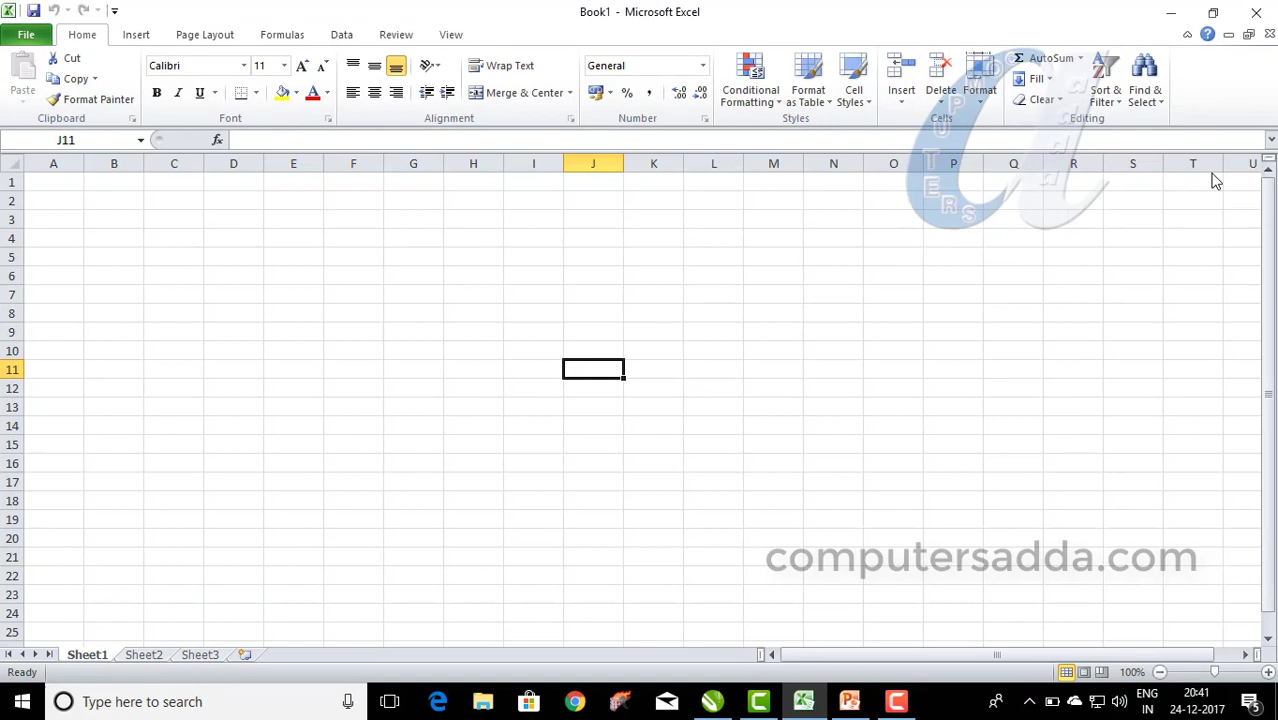 Book1 - Microsoft Excel
File Home Insert Page Layout Formulas Data Review View
Paste
Cut
Copy
Format Painter
Clipboard
Calibri 11
B I U A
Font
Wrap Text
Merge & Center
Alignment
General
%
Number
Conditional Formatting
Format as Table
Cell Styles
Styles
Insert
Delete
Format
Cells
Σ AutoSum
Fill
Clear
Sort & Filter
Find & Select
Editing
J11 fx
A B C D E F G H I J K L M N O P Q R S T U
1
2
3
4
5
6
7
8
9
10
11
12
13
14
15
16
17
18
19
20
21
22
23
24
25
computersadda.com
Sheet1 Sheet2 Sheet3
Ready 100%
Type here to search
ENG
IN
20:41
24-12-2017
5